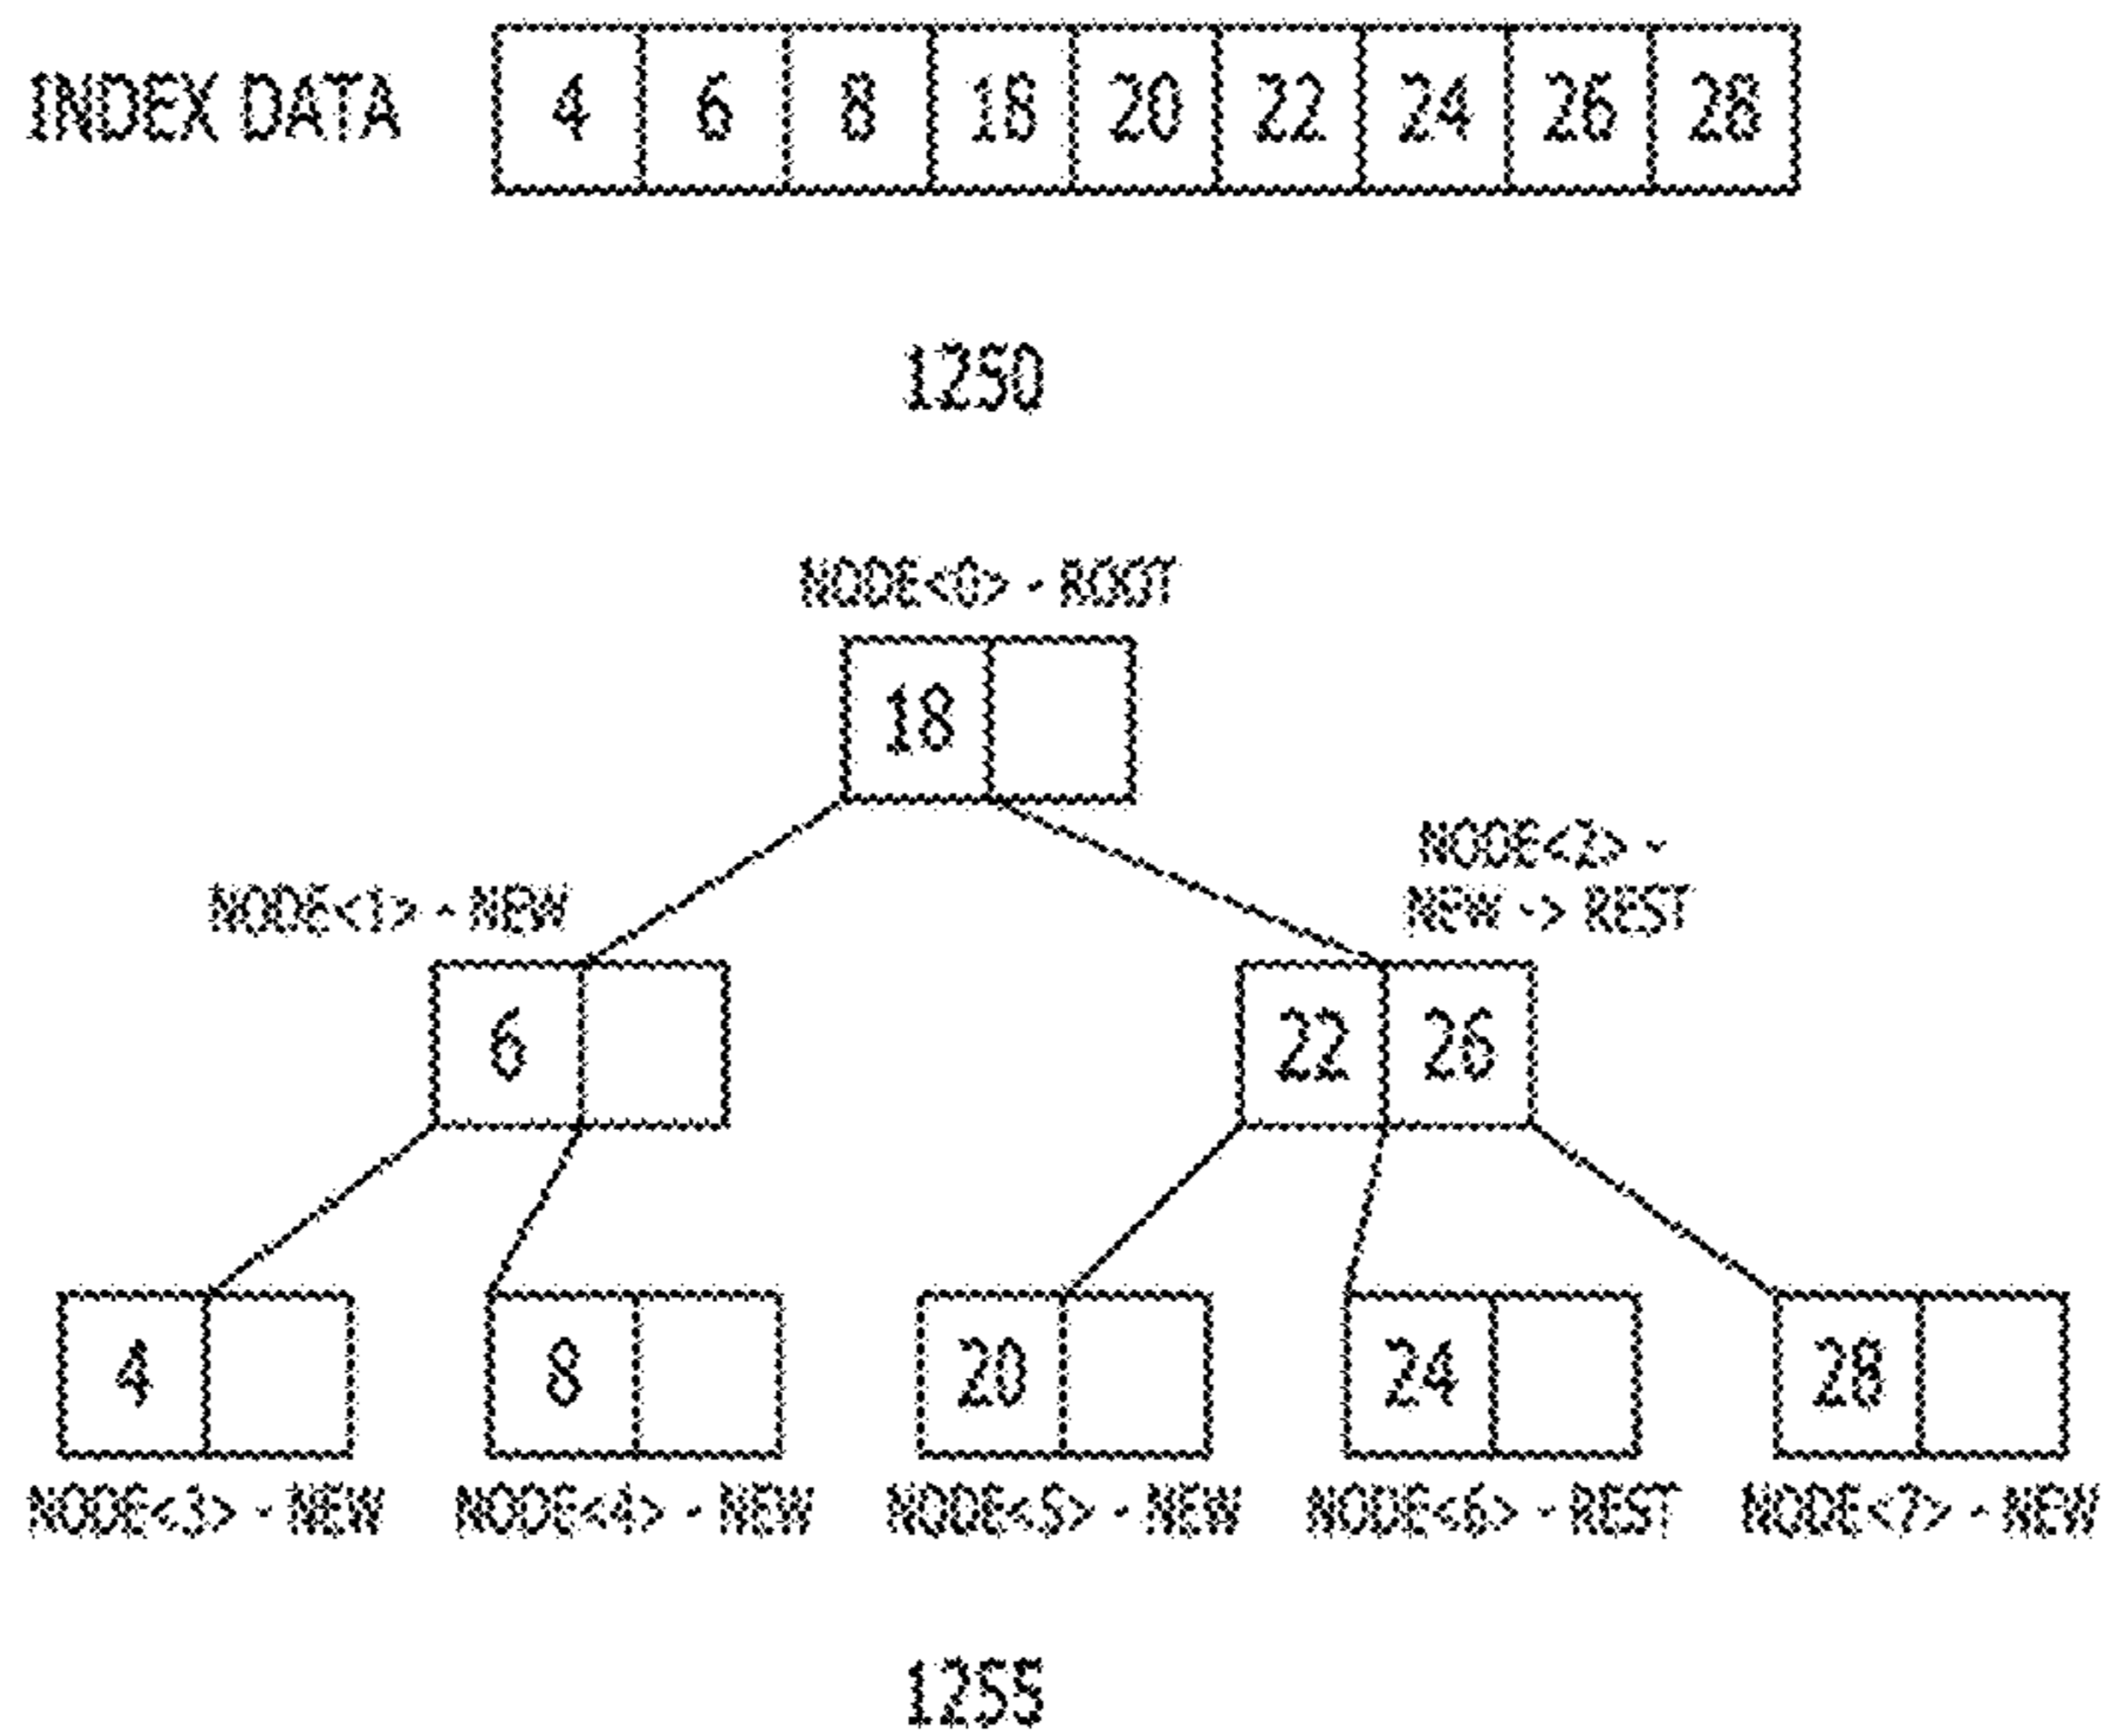 INDEX DATA 4 6 8 18 20 22 24 26 28
1250
NODE<0> - ROOT
18
NODE<1> - NEW
NODE<2> -
NEW -> REST
6
22 26
4 8 20 24 28
NODE<3> - NEW NODE<4> - NEW NODE<5> - NEW NODE<6> - REST NODE<7> - NEW
1255